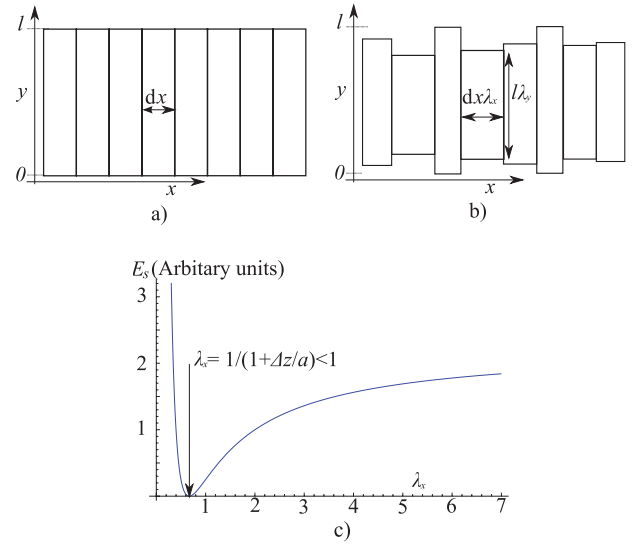 l
y
dx
0
x
a)
l
y
dxλx
lλy
0
x
b)
Es (Arbitary units)
3
2
1
λx= 1/(1+Δz/a)<1
λx
1 2 3 4 5 6 7
c)